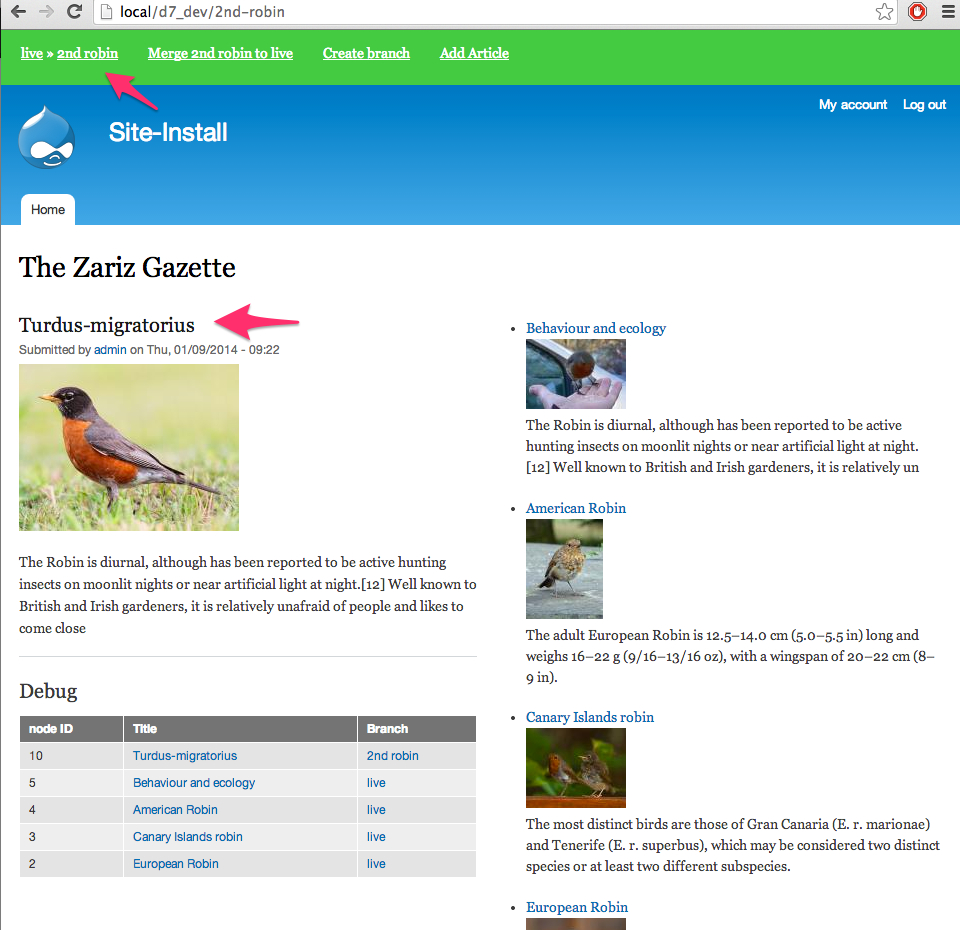 local/d7_dev/2nd-robin
live » 2nd robin Merge 2nd robin to live Create branch Add Article
My account Log out
Site-Install
Home
The Zariz Gazette
Turdus-migratorius
Submitted by admin on Thu, 01/09/2014 - 09:22
The Robin is diurnal, although has been reported to be active hunting
insects on moonlit nights or near artificial light at night.[12] Well known to
British and Irish gardeners, it is relatively unafraid of people and likes to
come close
Debug
node ID Title Branch
10 Turdus-migratorius 2nd robin
5 Behaviour and ecology live
4 American Robin live
3 Canary Islands robin live
2 European Robin live
Behaviour and ecology
The Robin is diurnal, although has been reported to be active
hunting insects on moonlit nights or near artificial light at night.
[12] Well known to British and Irish gardeners, it is relatively un
American Robin
The adult European Robin is 12.5–14.0 cm (5.0–5.5 in) long and
weighs 16–22 g (9/16–13/16 oz), with a wingspan of 20–22 cm (8–
9 in).
Canary Islands robin
The most distinct birds are those of Gran Canaria (E. r. marionae)
and Tenerife (E. r. superbus), which may be considered two distinct
species or at least two different subspecies.
European Robin